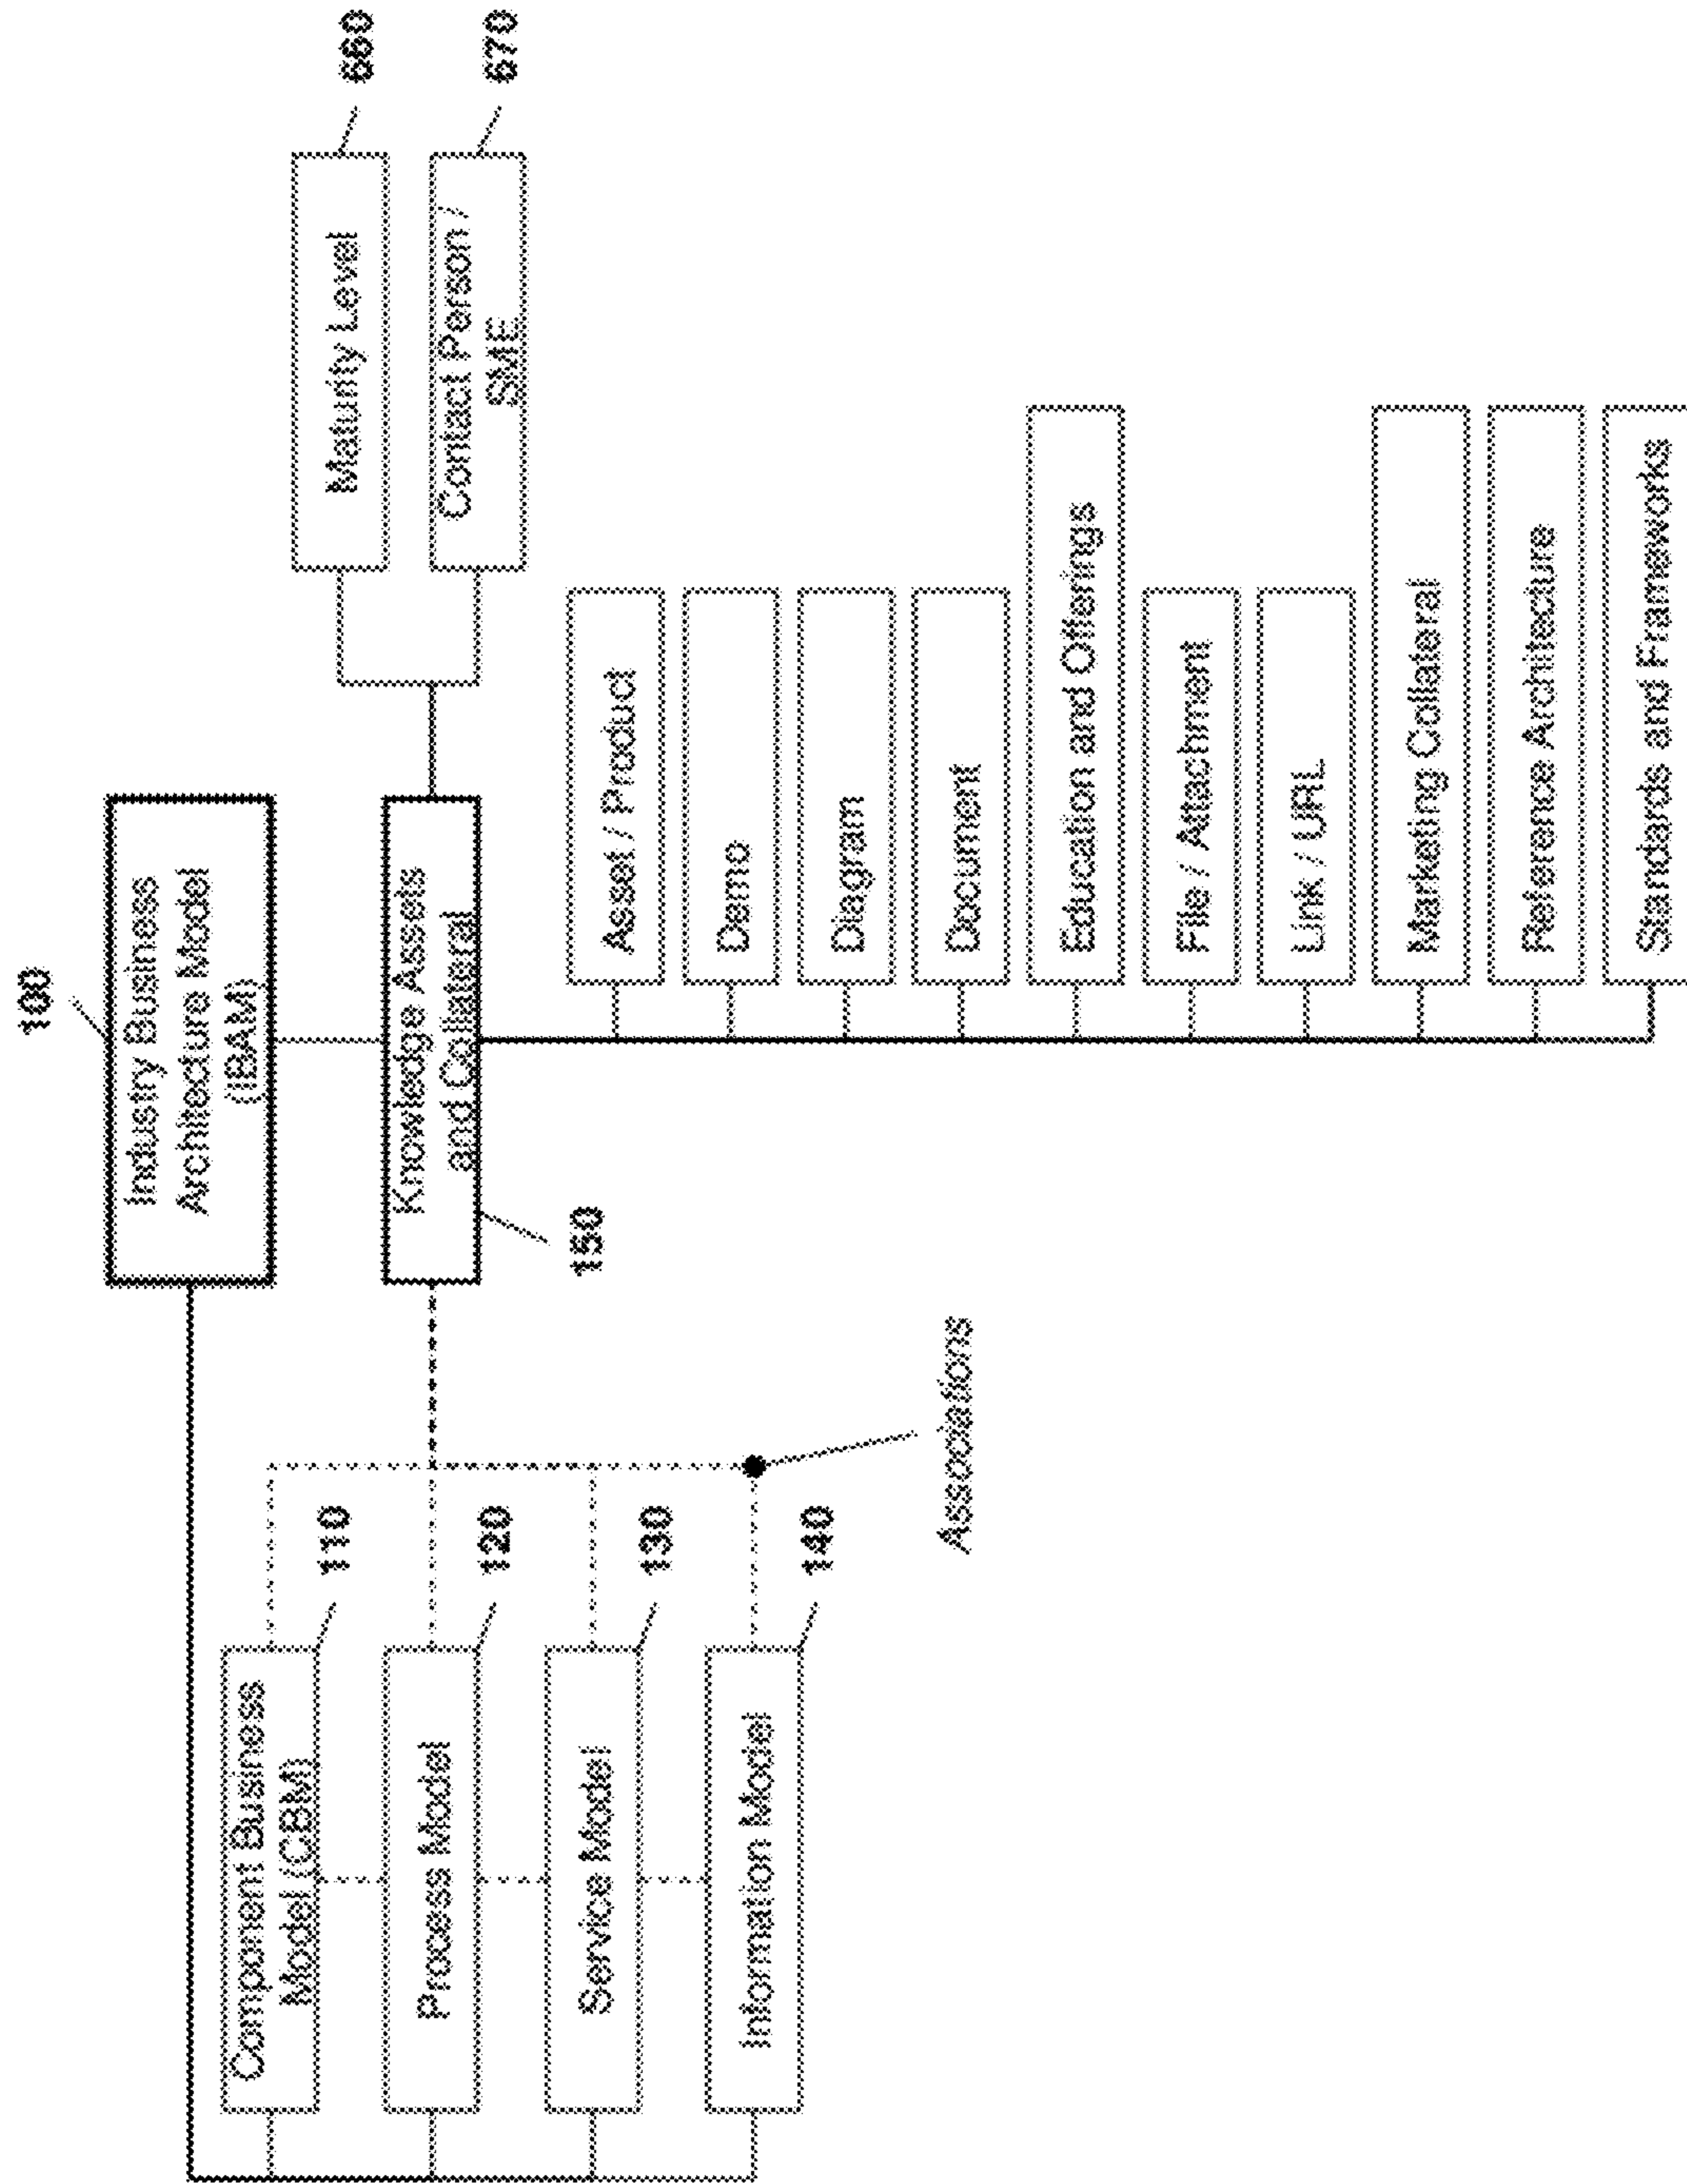 100
Industry Business
Architecture Model
(IBAM)
Component Business
Model (CBM)
110
Process Model
120
Service Model
130
Information Model
140
Associations
Knowledge Assets
and Collateral
150
Maturity Level
660
Contact Person /
SME
670
Asset / Product
Demo
Diagram
Document
Education and Offerings
File / Attachment
Link / URL
Marketing Collateral
Reference Architecture
Standards and Frameworks